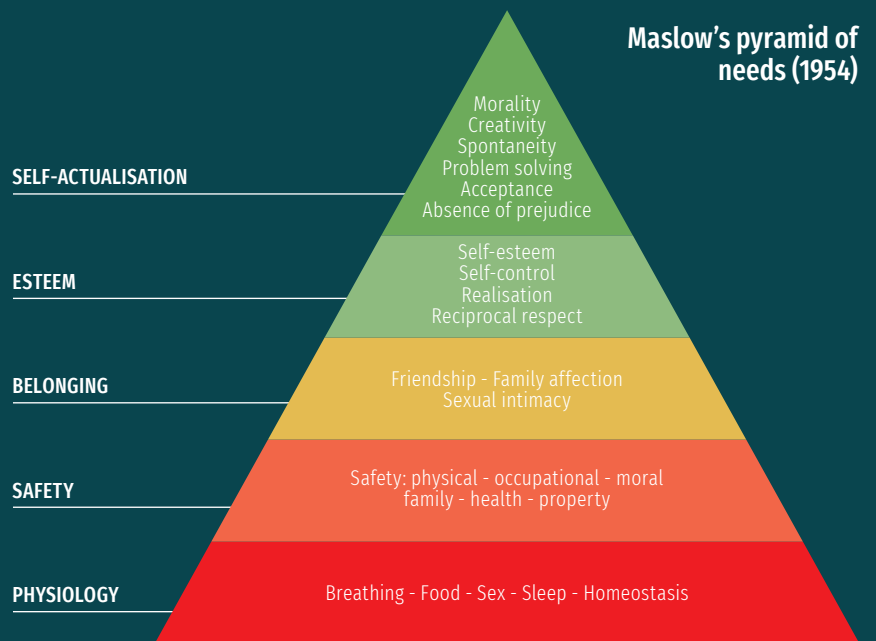 Maslow's pyramid of
needs (1954)
SELF-ACTUALISATION
Morality
Creativity
Spontaneity
Problem solving
Acceptance
Absence of prejudice
ESTEEM
Self-esteem
Self-control
Realisation
Reciprocal respect
BELONGING
Friendship - Family affection
Sexual intimacy
SAFETY
Safety: physical - occupational - moral
family - health - property
PHYSIOLOGY
Breathing - Food - Sex - Sleep - Homeostasis